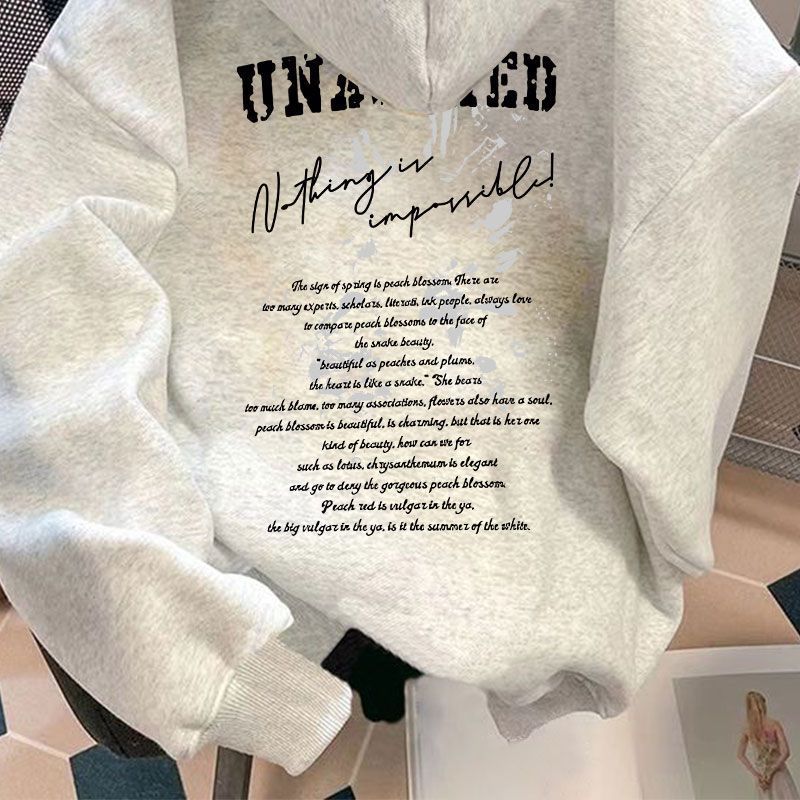 Nothing is
impossible!
The sign of spring is peach blossom. There are
too many experts, scholars, literati, ink people, always love
to compare peach blossoms to the face of
the snake beauty.
"beautiful as peaches and plums,
the heart is like a snake." She bears
too much blame, too many associations, flowers also have a soul,
peach blossom is beautiful, is charming, but that is her one
kind of beauty, how can we for
such as lotus, chrysanthemum is elegant
and go to deny the gorgeous peach blossom.
Peach red is vulgar in the ya,
the big vulgar in the ya, is it the summer of the white.